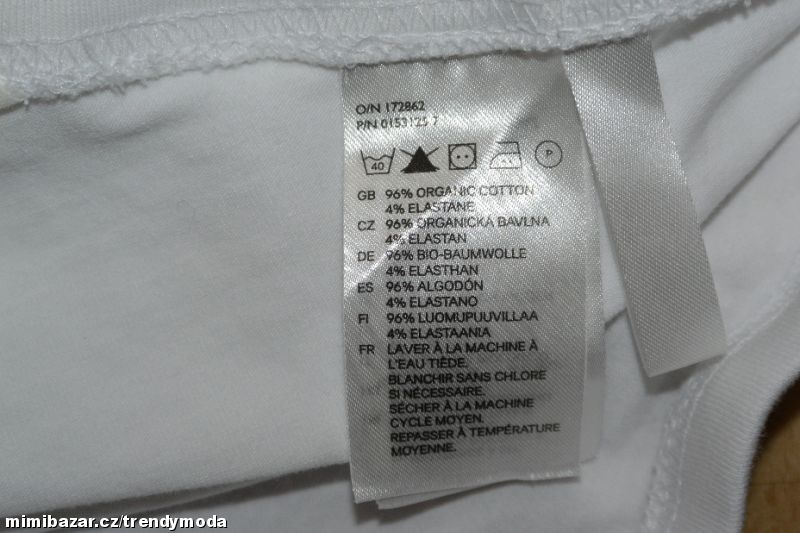 O/N 172862
P/N 0153125 7
40
P
GB 96% ORGANIC COTTON
4% ELASTANE
CZ 96% ORGANICKÁ BAVLNA
4% ELASTAN
DE 96% BIO-BAUMWOLLE
4% ELASTHAN
ES 96% ALGODÓN
4% ELASTANO
FI 96% LUOMUPUUVILLAA
4% ELASTAANIA
FR LAVER À LA MACHINE À
L'EAU TIÈDE.
BLANCHIR SANS CHLORE
SI NÉCESSAIRE.
SÉCHER À LA MACHINE
CYCLE MOYEN.
REPASSER À TEMPÉRATURE
MOYENNE.
mimibazar.cz/trendymoda